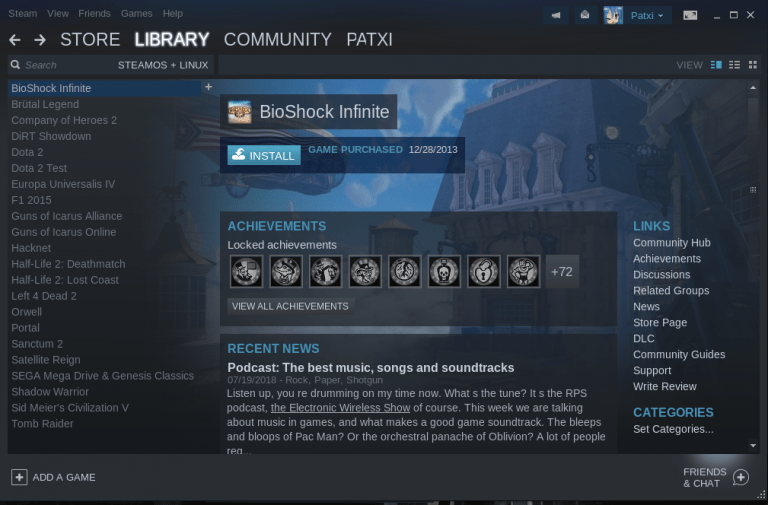 Steam View Friends Games Help
Patxi
STORE LIBRARY COMMUNITY PATXI
Search STEAMOS + LINUX
VIEW
BioShock Infinite +
Brütal Legend
Company of Heroes 2
DiRT Showdown
Dota 2
Dota 2 Test
Europa Universalis IV
F1 2015
Guns of Icarus Alliance
Guns of Icarus Online
Hacknet
Half-Life 2: Deathmatch
Half-Life 2: Lost Coast
Left 4 Dead 2
Orwell
Portal
Sanctum 2
Satellite Reign
SEGA Mega Drive & Genesis Classics
Shadow Warrior
Sid Meier's Civilization V
Tomb Raider
BioShock Infinite
INSTALL GAME PURCHASED 12/28/2013
ACHIEVEMENTS
Locked achievements
+72
VIEW ALL ACHIEVEMENTS
RECENT NEWS
Podcast: The best music, songs and soundtracks
07/19/2018 - Rock, Paper, Shotgun
Listen up, you re drumming on my time now. What s the tune? It s the RPS
podcast, the Electronic Wireless Show of course. This week we are talking
about music in games, and what makes a good game soundtrack. The bleeps
and bloops of Pac Man? Or the orchestral panache of Oblivion? A lot of people
reg...
LINKS
Community Hub
Achievements
Discussions
Related Groups
News
Store Page
DLC
Community Guides
Support
Write Review
CATEGORIES
Set Categories...
+ ADD A GAME
FRIENDS
& CHAT